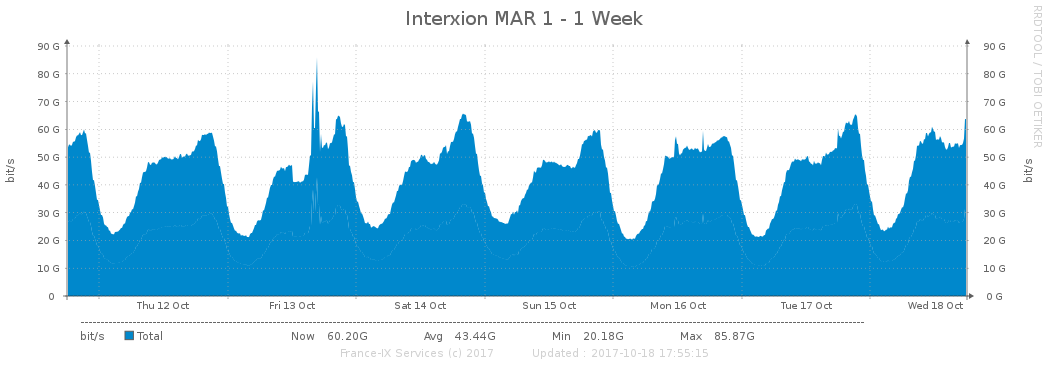 Interxion MAR 1 - 1 Week
RRDTOOL / TOBI OETIKER
bit/s
90 G 90 G
80 G 80 G
70 G 70 G
60 G 60 G
50 G 50 G
40 G 40 G
30 G 30 G
20 G 20 G
10 G 10 G
0 0 G
bit/s
Thu 12 Oct Fri 13 Oct Sat 14 Oct Sun 15 Oct Mon 16 Oct Tue 17 Oct Wed 18 Oct
bit/s Total Now 60.20G Avg 43.44G Min 20.18G Max 85.87G
France-IX Services (c) 2017 Updated : 2017-10-18 17:55:15